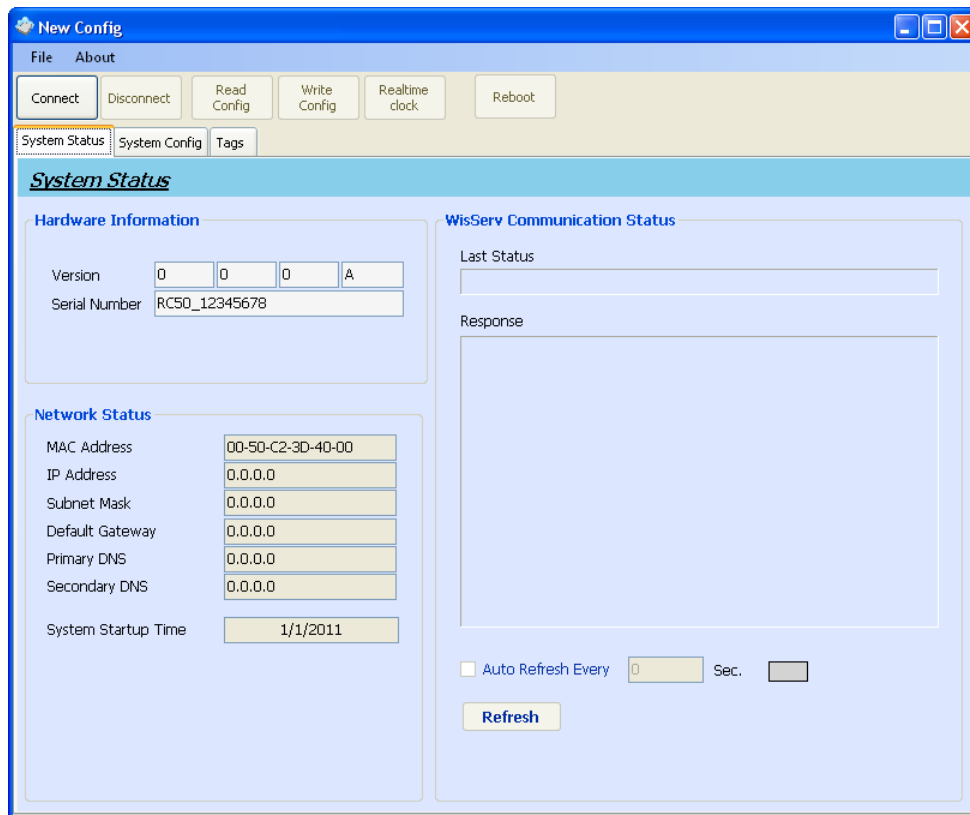 New Config
File About
Connect Disconnect Read Config Write Config Realtime clock Reboot
System Status System Config Tags
System Status
Hardware Information
Version 0 0 0 A
Serial Number RC50_12345678
Network Status
MAC Address 00-50-C2-3D-40-00
IP Address 0.0.0.0
Subnet Mask 0.0.0.0
Default Gateway 0.0.0.0
Primary DNS 0.0.0.0
Secondary DNS 0.0.0.0
System Startup Time 1/1/2011
WisServ Communication Status
Last Status
Response
Auto Refresh Every 0 Sec.
Refresh